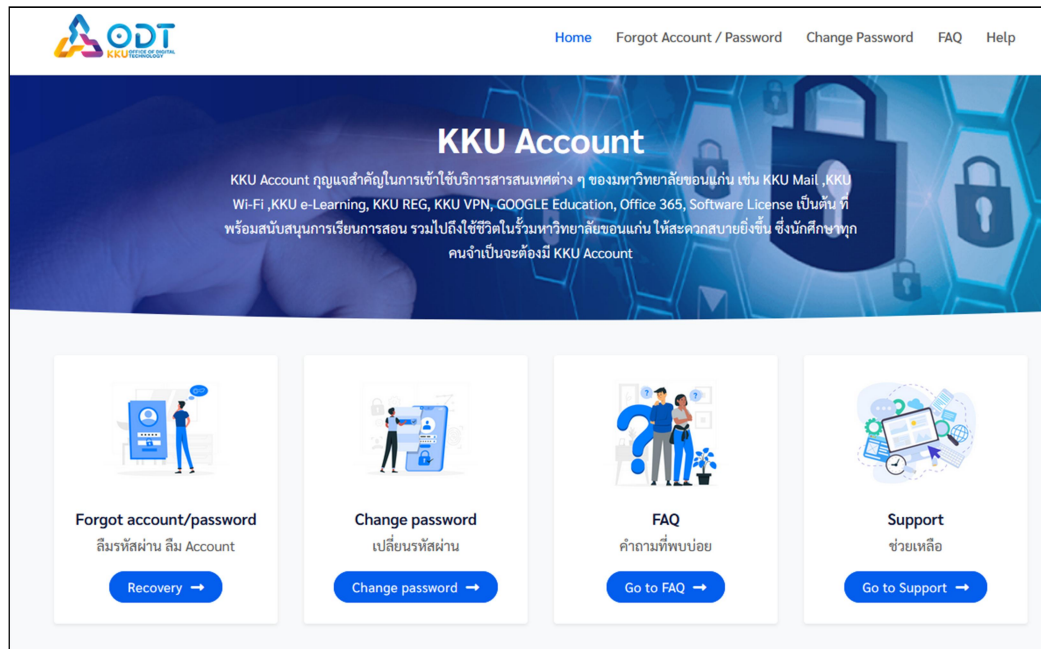 ODT
KKU OFFICE OF DIGITAL TECHNOLOGY
Home Forgot Account / Password Change Password FAQ Help
KKU Account
KKU Account กุญแจสำคัญในการเข้าใช้บริการสารสนเทศต่าง ๆ ของมหาวิทยาลัยขอนแก่น เช่น KKU Mail ,KKU
Wi-Fi ,KKU e-Learning, KKU REG, KKU VPN, GOOGLE Education, Office 365, Software License เป็นต้น ที่
พร้อมสนับสนุนการเรียนการสอน รวมไปถึงใช้ชีวิตในรั้วมหาวิทยาลัยขอนแก่น ให้สะดวกสบายยิ่งขึ้น ซึ่งนักศึกษาทุก
คนจำเป็นจะต้องมี KKU Account
Forgot account/password
ลืมรหัสผ่าน ลืม Account
Recovery →
Change password
เปลี่ยนรหัสผ่าน
Change password →
FAQ
คำถามที่พบบ่อย
Go to FAQ →
Support
ช่วยเหลือ
Go to Support →